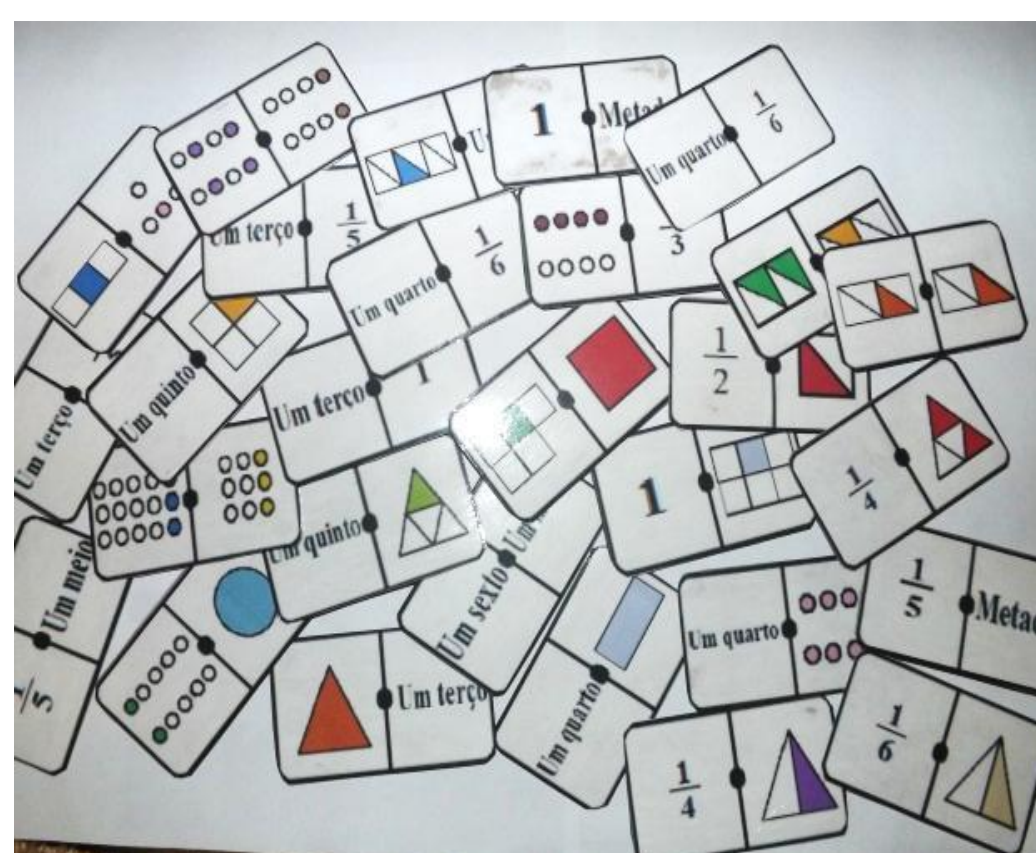 1
Um quarto
1/6
Um terço
1/5
Um quarto
1/6
3
Um terço
1
Um quinto
1/2
Um terço
1
1/4
Um quinto
Um meio
1/5
Um sexto
Um
Um quarto
1/5
Um terço
Um quarto
1/6
1/4